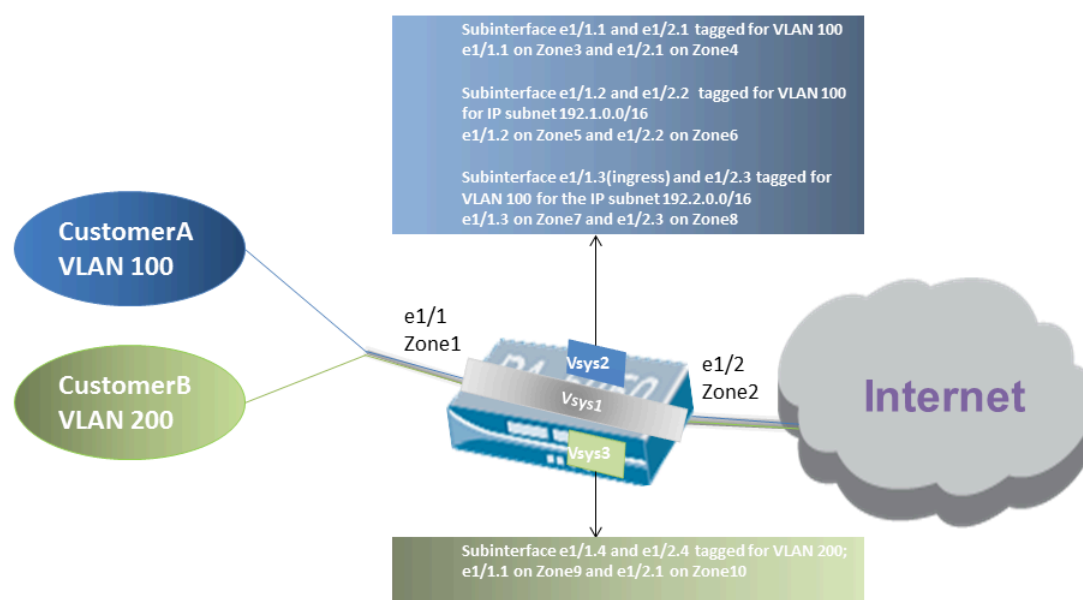 Subinterface e1/1.1 and e1/2.1 tagged for VLAN 100
e1/1.1 on Zone3 and e1/2.1 on Zone4
Subinterface e1/1.2 and e1/2.2 tagged for VLAN 100
for IP subnet 192.1.0.0/16
e1/1.2 on Zone5 and e1/2.2 on Zone6
Subinterface e1/1.3(ingress) and e1/2.3 tagged for
VLAN 100 for the IP subnet 192.2.0.0/16
e1/1.3 on Zone7 and e1/2.3 on Zone8
CustomerA
VLAN 100
e1/1
Zone1
CustomerB
VLAN 200
Vsys2
Vsys1
Vsys3
e1/2
Zone2
Internet
Subinterface e1/1.4 and e1/2.4 tagged for VLAN 200;
e1/1.1 on Zone9 and e1/2.1 on Zone10